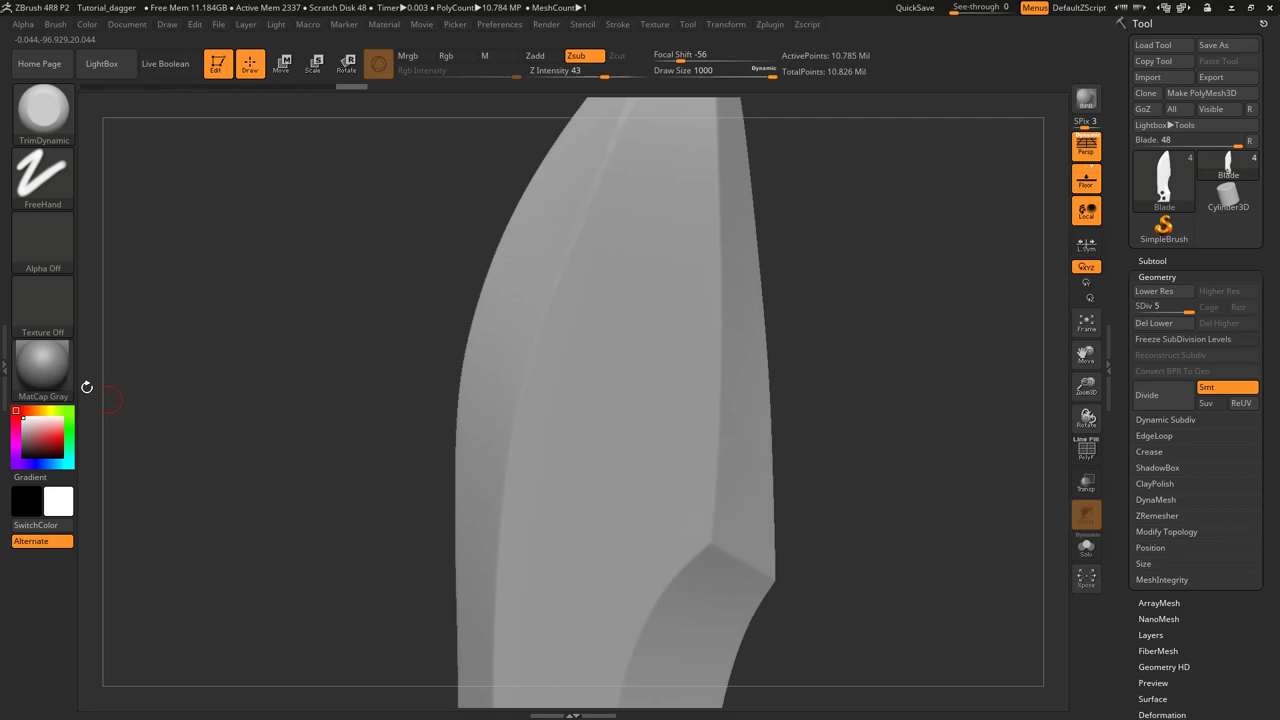 ZBrush 4R8 P2 Tutorial_dagger • Free Mem 11.184GB • Active Mem 2337 • Scratch Disk 48 • Timer▶0.003 • PolyCount▶10.784 MP • MeshCount▶1 QuickSave See-through 0 Menus DefaultZScript
Alpha Brush Color Document Draw Edit File Layer Light Macro Marker Material Movie Picker Preferences Render Stencil Stroke Texture Tool Transform Zplugin Zscript
-0.044,-96.929,20.044
Home Page LightBox Live Boolean Edit Draw Move Scale Rotate
Mrgb Rgb M Zadd Zsub Zcut
Rgb Intensity Z Intensity 43
Focal Shift -56
Draw Size 1000 Dynamic
ActivePoints: 10.785 Mil
TotalPoints: 10.826 Mil
TrimDynamic
FreeHand
Alpha Off
Texture Off
MatCap Gray
Gradient
SwitchColor
Alternate
BPR
SPix 3
Dynamic
Persp
Floor
Local
L.Sym
XYZ
Frame
Move
Zoom3D
Rotate
Line Fill
PolyF
Transp
Dynamic
Solo
Xpose
Tool
Load Tool Save As
Copy Tool Paste Tool
Import Export
Clone Make PolyMesh3D
GoZ All Visible R
Lightbox▶Tools
Blade. 48 R
4 4
Blade
Cylinder3D
Blade
SimpleBrush
Subtool
Geometry
Lower Res Higher Res
SDiv 5 Cage Rstr
Del Lower Del Higher
Freeze SubDivision Levels
Reconstruct Subdiv
Convert BPR To Geo
Divide Smt
Suv ReUV
Dynamic Subdiv
EdgeLoop
Crease
ShadowBox
ClayPolish
DynaMesh
ZRemesher
Modify Topology
Position
Size
MeshIntegrity
ArrayMesh
NanoMesh
Layers
FiberMesh
Geometry HD
Preview
Surface
Deformation